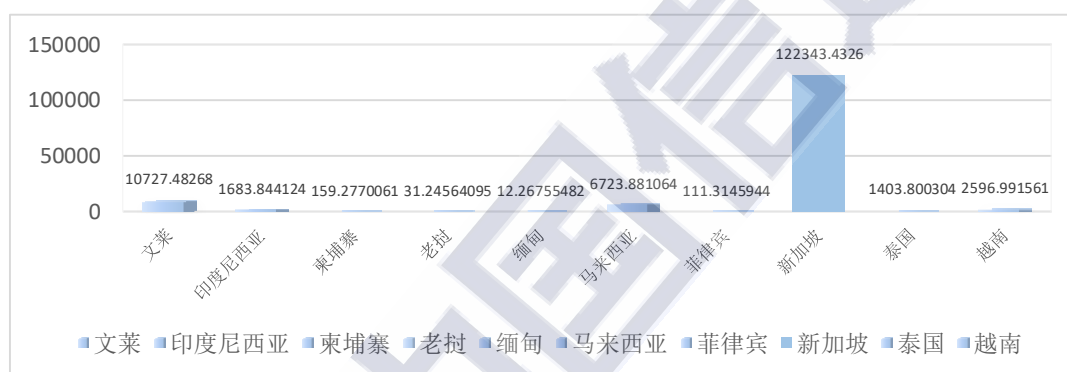 150000
100000
50000
0
10727.48268
1683.844124
159.2770061
31.24564095
12.26755482
6723.881064
111.3145944
122343.4326
1403.800304
2596.991561
文莱
印度尼西亚
柬埔寨
老挝
缅甸
马来西亚
菲律宾
新加坡
泰国
越南
文莱 印度尼西亚 柬埔寨 老挝 缅甸 马来西亚 菲律宾 新加坡 泰国 越南
国信